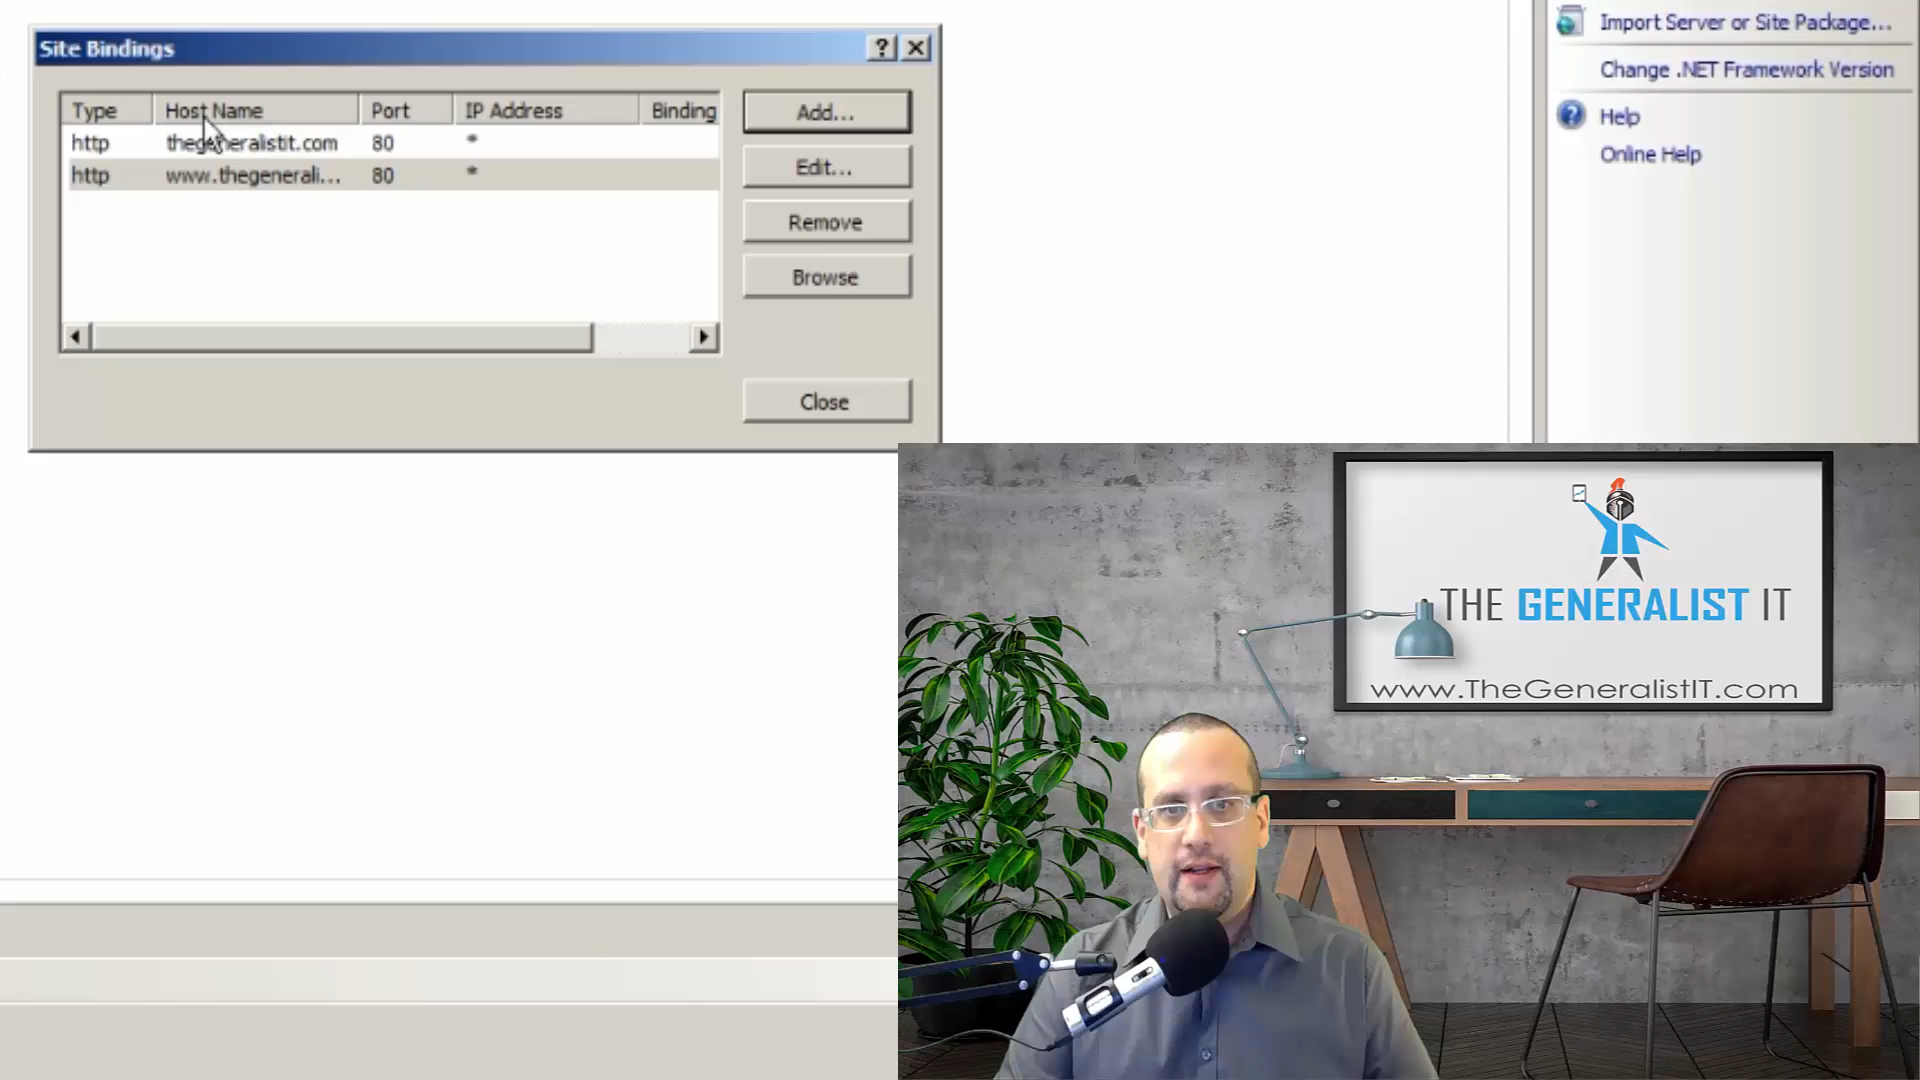 Site Bindings
Type Host Name Port IP Address Binding
http thegeneralistit.com 80 *
http www.thegenerali... 80 *
Add...
Edit...
Remove
Browse
Close
Import Server or Site Package...
Change .NET Framework Version
Help
Online Help
THE GENERALIST IT
www.TheGeneralistIT.com